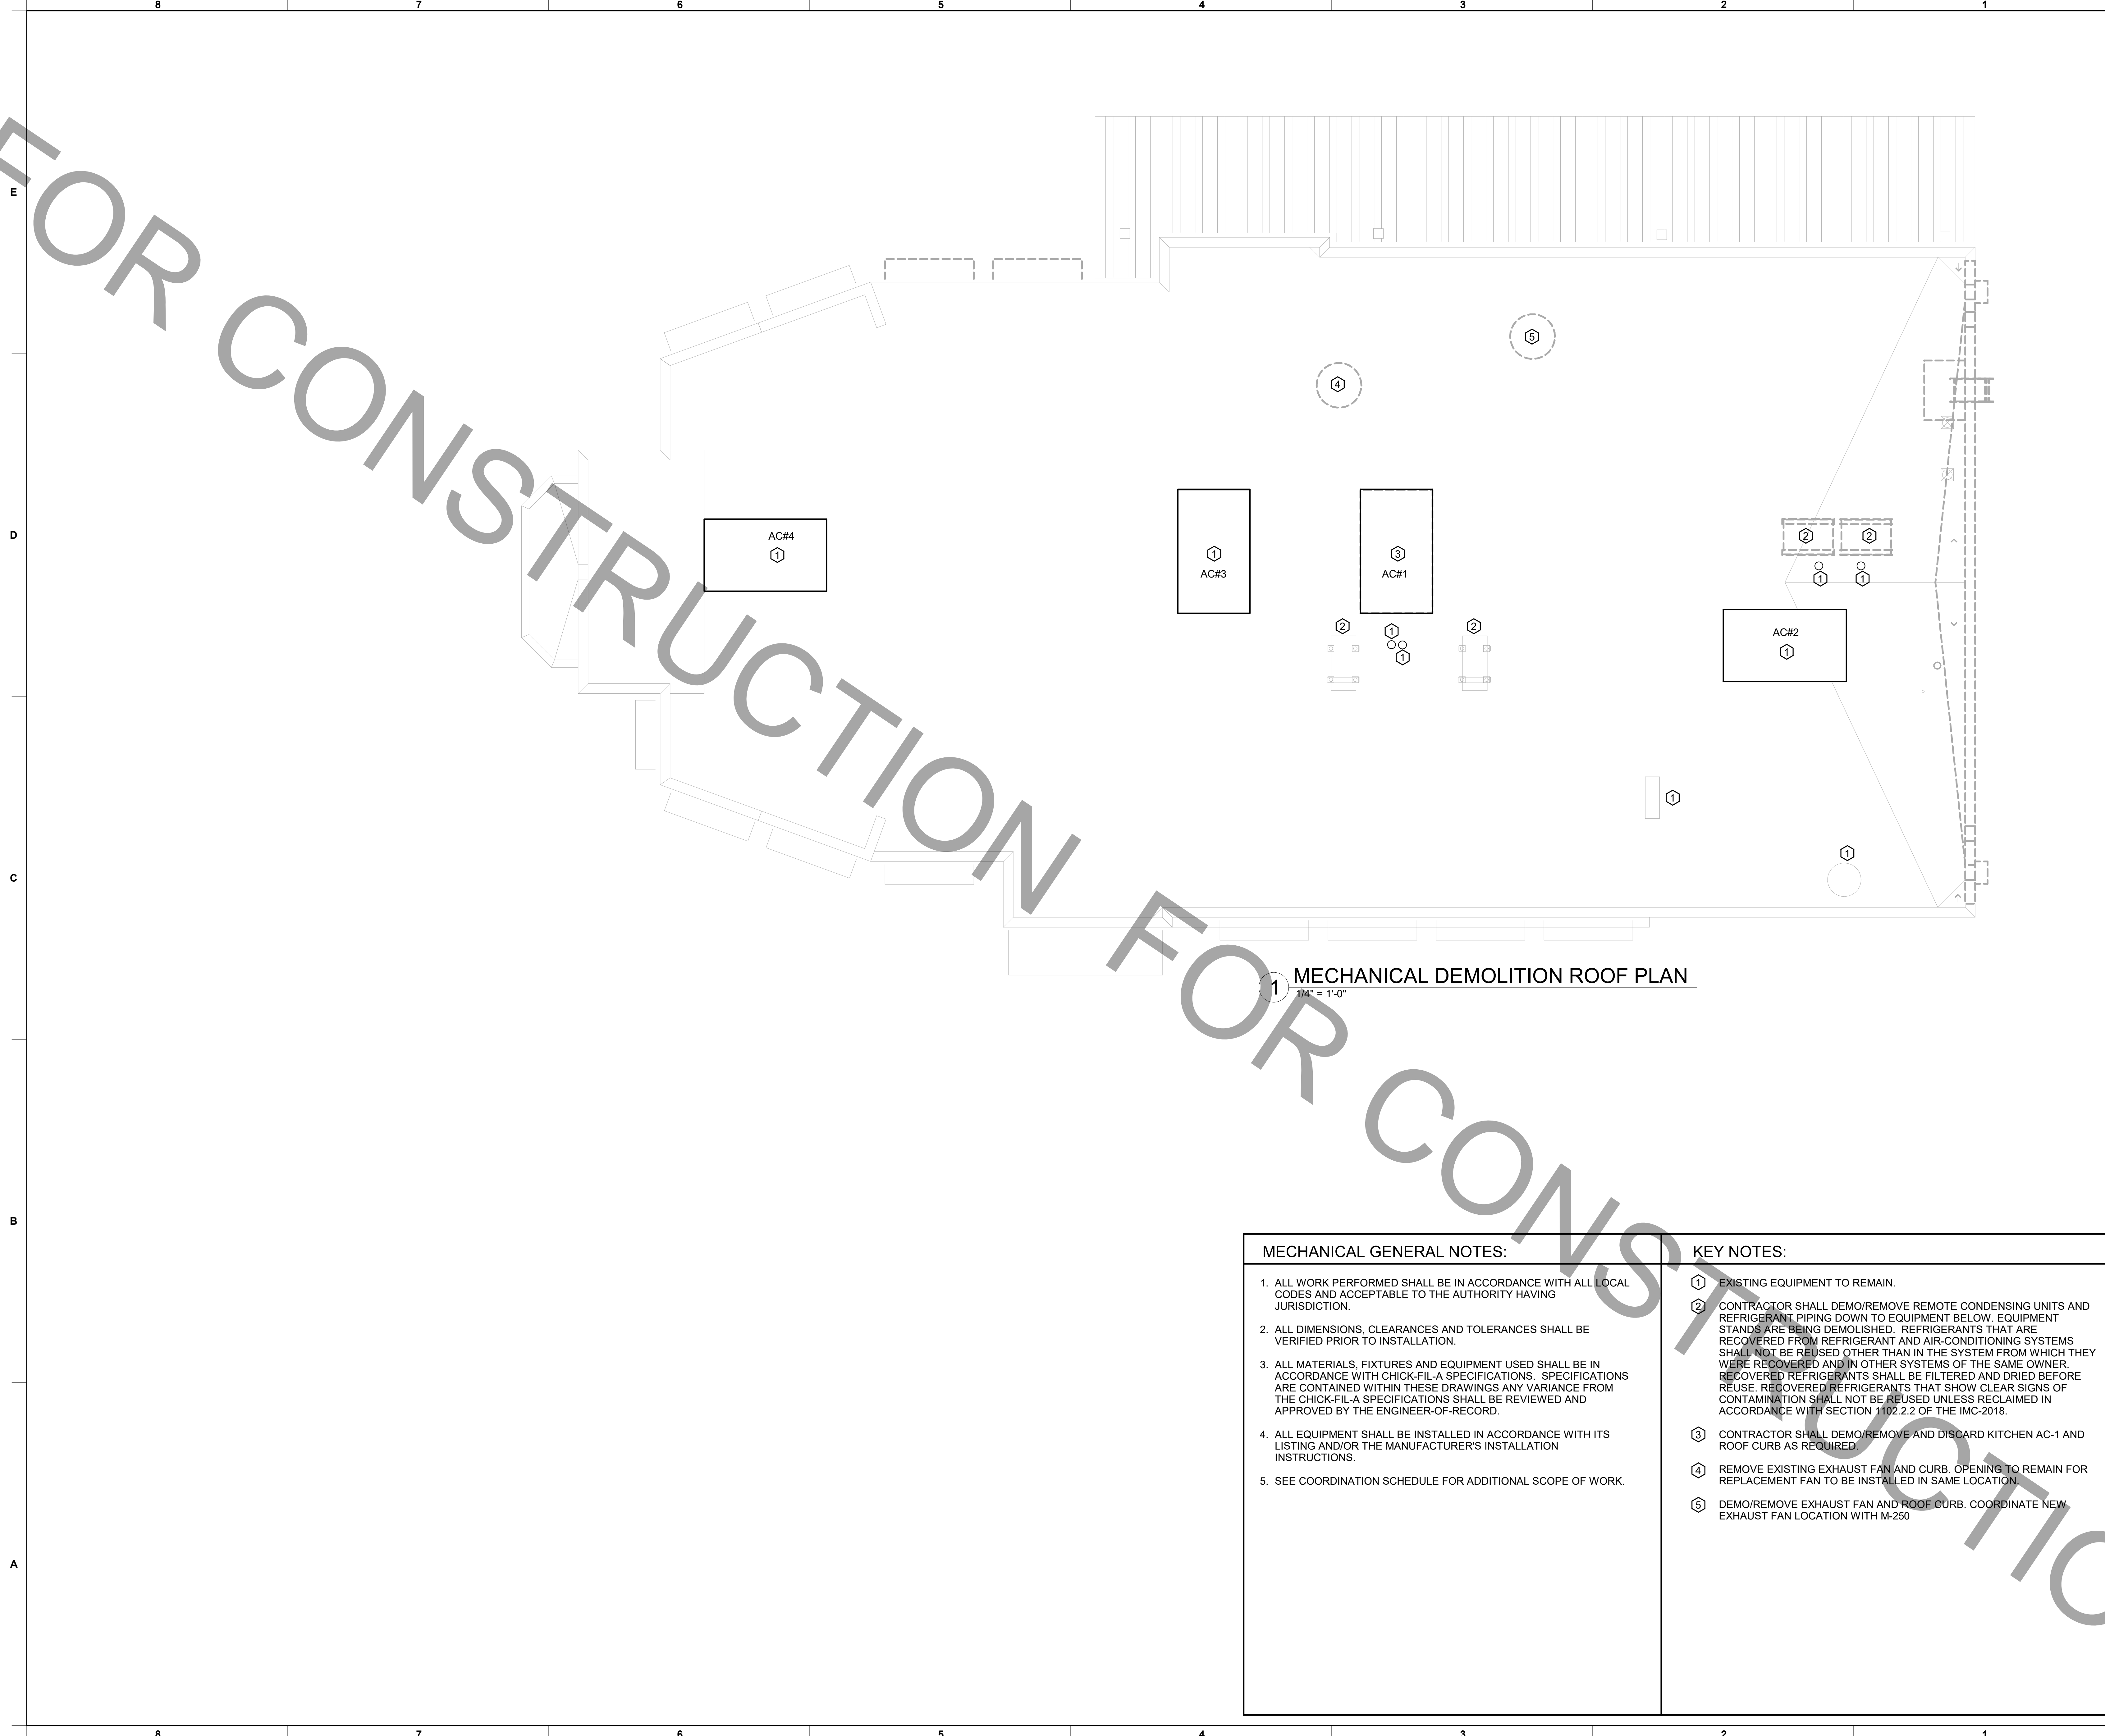 8 7 6 5 4 3 2 1
E
D
C
B
A
FOR CONSTRUCTION FOR CONSTRUCTIO
5
4
AC#4
1
1
AC#3
3
AC#1
2
2
1
1
2
1
1
2
AC#2
1
1
1
1 MECHANICAL DEMOLITION ROOF PLAN
1/4" = 1'-0"
MECHANICAL GENERAL NOTES:
1. ALL WORK PERFORMED SHALL BE IN ACCORDANCE WITH ALL LOCAL
CODES AND ACCEPTABLE TO THE AUTHORITY HAVING
JURISDICTION.
2. ALL DIMENSIONS, CLEARANCES AND TOLERANCES SHALL BE
VERIFIED PRIOR TO INSTALLATION.
3. ALL MATERIALS, FIXTURES AND EQUIPMENT USED SHALL BE IN
ACCORDANCE WITH CHICK-FIL-A SPECIFICATIONS. SPECIFICATIONS
ARE CONTAINED WITHIN THESE DRAWINGS ANY VARIANCE FROM
THE CHICK-FIL-A SPECIFICATIONS SHALL BE REVIEWED AND
APPROVED BY THE ENGINEER-OF-RECORD.
4. ALL EQUIPMENT SHALL BE INSTALLED IN ACCORDANCE WITH ITS
LISTING AND/OR THE MANUFACTURER'S INSTALLATION
INSTRUCTIONS.
5. SEE COORDINATION SCHEDULE FOR ADDITIONAL SCOPE OF WORK.
KEY NOTES:
1 EXISTING EQUIPMENT TO REMAIN.
2 CONTRACTOR SHALL DEMO/REMOVE REMOTE CONDENSING UNITS AND
REFRIGERANT PIPING DOWN TO EQUIPMENT BELOW. EQUIPMENT
STANDS ARE BEING DEMOLISHED. REFRIGERANTS THAT ARE
RECOVERED FROM REFRIGERANT AND AIR-CONDITIONING SYSTEMS
SHALL NOT BE REUSED OTHER THAN IN THE SYSTEM FROM WHICH THEY
WERE RECOVERED AND IN OTHER SYSTEMS OF THE SAME OWNER.
RECOVERED REFRIGERANTS SHALL BE FILTERED AND DRIED BEFORE
REUSE. RECOVERED REFRIGERANTS THAT SHOW CLEAR SIGNS OF
CONTAMINATION SHALL NOT BE REUSED UNLESS RECLAIMED IN
ACCORDANCE WITH SECTION 1102.2.2 OF THE IMC-2018.
3 CONTRACTOR SHALL DEMO/REMOVE AND DISCARD KITCHEN AC-1 AND
ROOF CURB AS REQUIRED.
4 REMOVE EXISTING EXHAUST FAN AND CURB. OPENING TO REMAIN FOR
REPLACEMENT FAN TO BE INSTALLED IN SAME LOCATION.
5 DEMO/REMOVE EXHAUST FAN AND ROOF CURB. COORDINATE NEW
EXHAUST FAN LOCATION WITH M-250
8 7 6 5 4 3 2 1